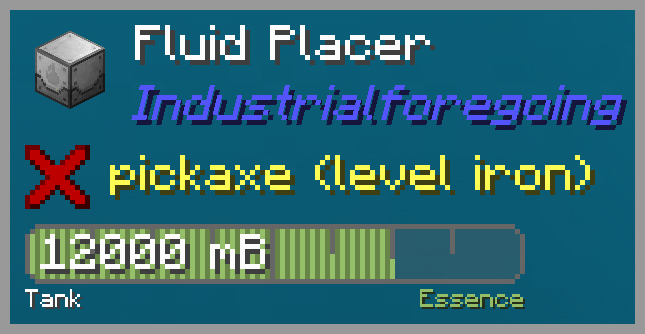 Fluid Placer
Industrialforegoing
pickaxe (level iron)
12000 mB
Tank Essence